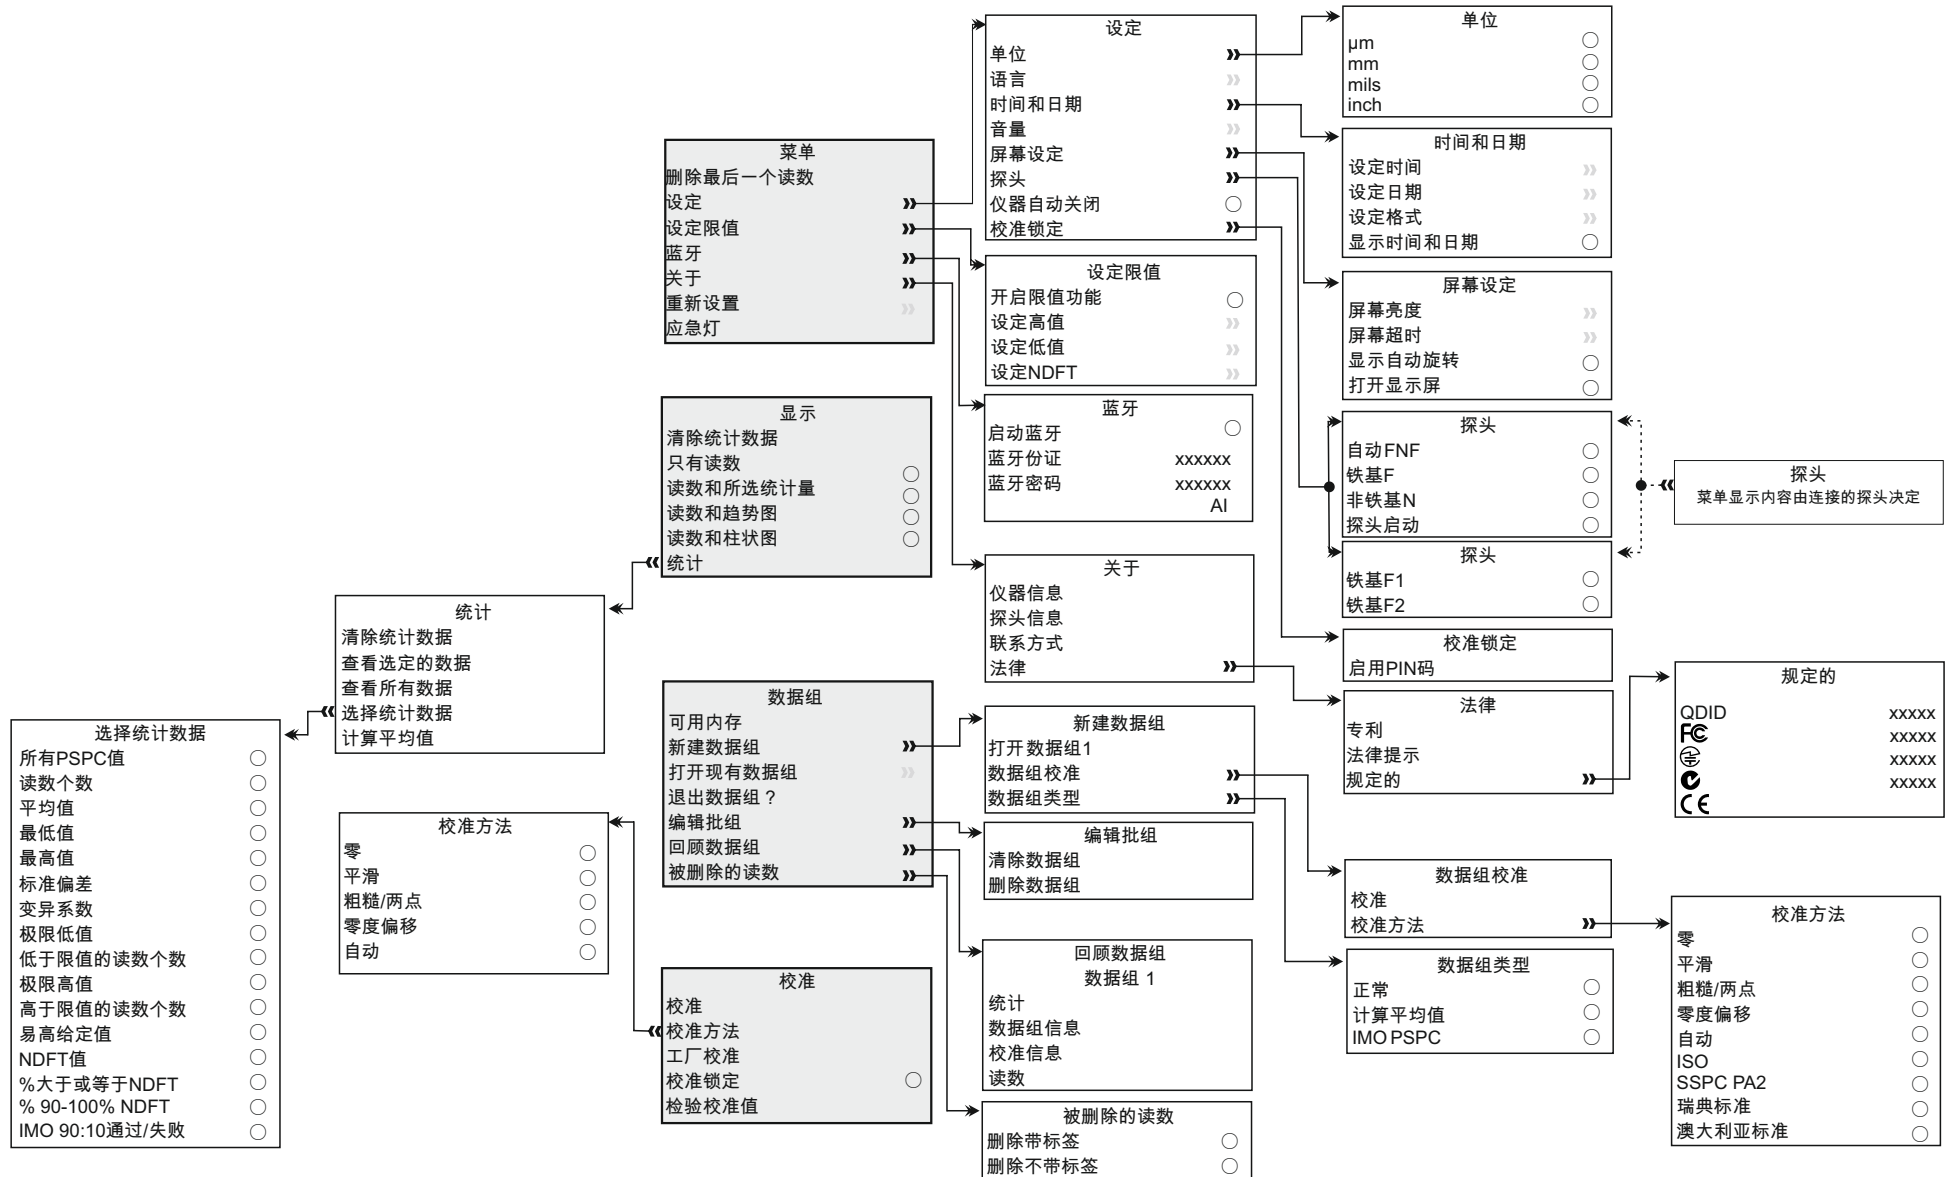 设定
单位
语言
时间和日期
音量
屏幕设定
探头
仪器自动关闭
校准锁定
单位
µm
mm
mils
inch
菜单
删除最后一个读数
设定
设定限值
蓝牙
关于
重新设置
应急灯
时间和日期
设定时间
设定日期
设定格式
显示时间和日期
设定限值
开启限值功能
设定高值
设定低值
设定NDFT
屏幕设定
屏幕亮度
屏幕超时
显示自动旋转
打开显示屏
显示
清除统计数据
只有读数
读数和所选统计量
读数和趋势图
读数和柱状图
统计
蓝牙
启动蓝牙
蓝牙份证 xxxxxx
蓝牙密码 xxxxxx
AI
探头
自动FNF
铁基F
非铁基N
探头启动
探头
菜单显示内容由连接的探头决定
探头
铁基F1
铁基F2
关于
仪器信息
探头信息
联系方式
法律
统计
清除统计数据
查看选定的数据
查看所有数据
选择统计数据
计算平均值
校准锁定
启用PIN码
法律
专利
法律提示
规定的
规定的
QDID xxxxx
FC xxxxx
xxxxx
xxxxx
CE
选择统计数据
所有PSPC值
读数个数
平均值
最低值
最高值
标准偏差
变异系数
极限低值
低于限值的读数个数
极限高值
高于限值的读数个数
易高给定值
NDFT值
%大于或等于NDFT
% 90-100% NDFT
IMO 90:10通过/失败
数据组
可用内存
新建数据组
打开现有数据组
退出数据组？
编辑批组
回顾数据组
被删除的读数
新建数据组
打开数据组1
数据组校准
数据组类型
校准方法
零
平滑
粗糙/两点
零度偏移
自动
编辑批组
清除数据组
删除数据组
数据组校准
校准
校准方法
校准方法
零
平滑
粗糙/两点
零度偏移
自动
ISO
SSPC PA2
瑞典标准
澳大利亚标准
回顾数据组
数据组 1
统计
数据组信息
校准信息
读数
数据组类型
正常
计算平均值
IMO PSPC
校准
校准
校准方法
工厂校准
校准锁定
检验校准值
被删除的读数
删除带标签
删除不带标签